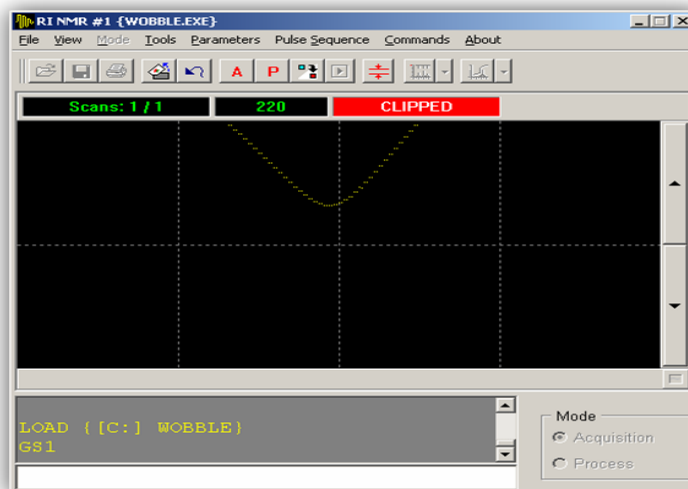 RI NMR #1 {WOBBLE.EXE}
File View Mode Tools Parameters Pulse Sequence Commands About
A P
Scans: 1 / 1 220 CLIPPED
LOAD {[C:] WOBBLE}
GS1
Mode
Acquisition
Process